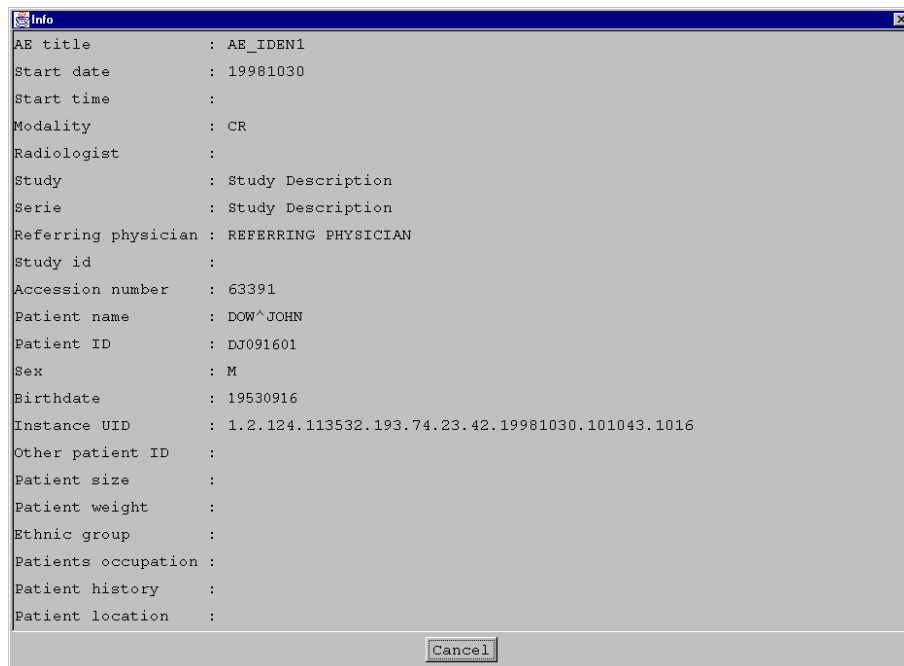 Info
AE title : AE_IDEN1
Start date : 19981030
Start time :
Modality : CR
Radiologist :
Study : Study Description
Serie : Study Description
Referring physician : REFERRING PHYSICIAN
Study id :
Accession number : 63391
Patient name : DOW^JOHN
Patient ID : DJ091601
Sex : M
Birthdate : 19530916
Instance UID : 1.2.124.113532.193.74.23.42.19981030.101043.1016
Other patient ID :
Patient size :
Patient weight :
Ethnic group :
Patients occupation :
Patient history :
Patient location :
Cancel